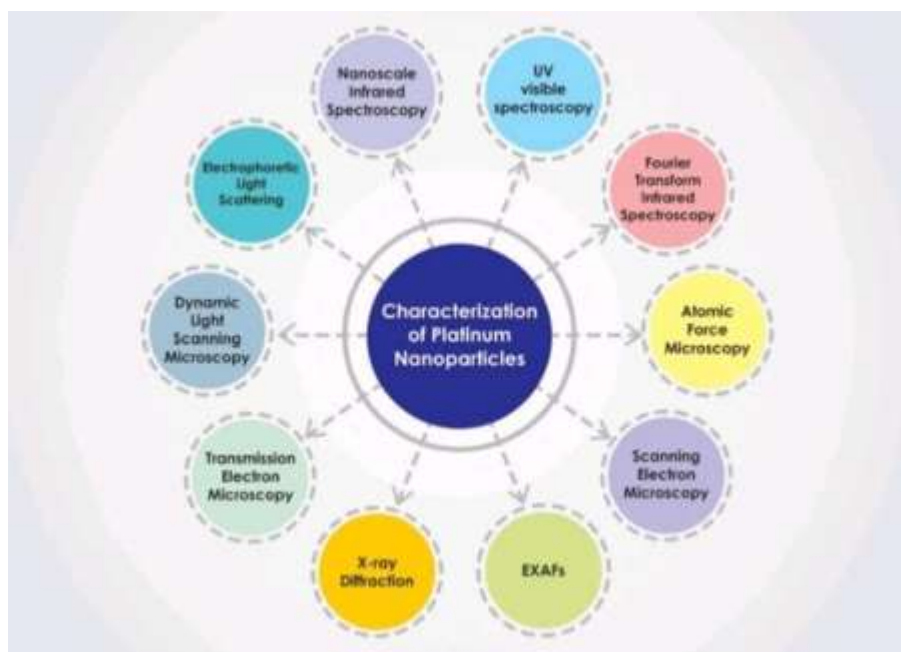 Nanoscale
Infrared
Spectroscopy
UV
visible
spectroscopy
Electrophoretic
Light
Scattering
Fourier
Transform
Infrared
Spectroscopy
Characterization
of Platinum
Nanoparticles
Dynamic
Light
Scanning
Microscopy
Atomic
Force
Microscopy
Transmission
Electron
Microscopy
Scanning
Electron
Microscopy
X-ray
Diffraction
EXAFs